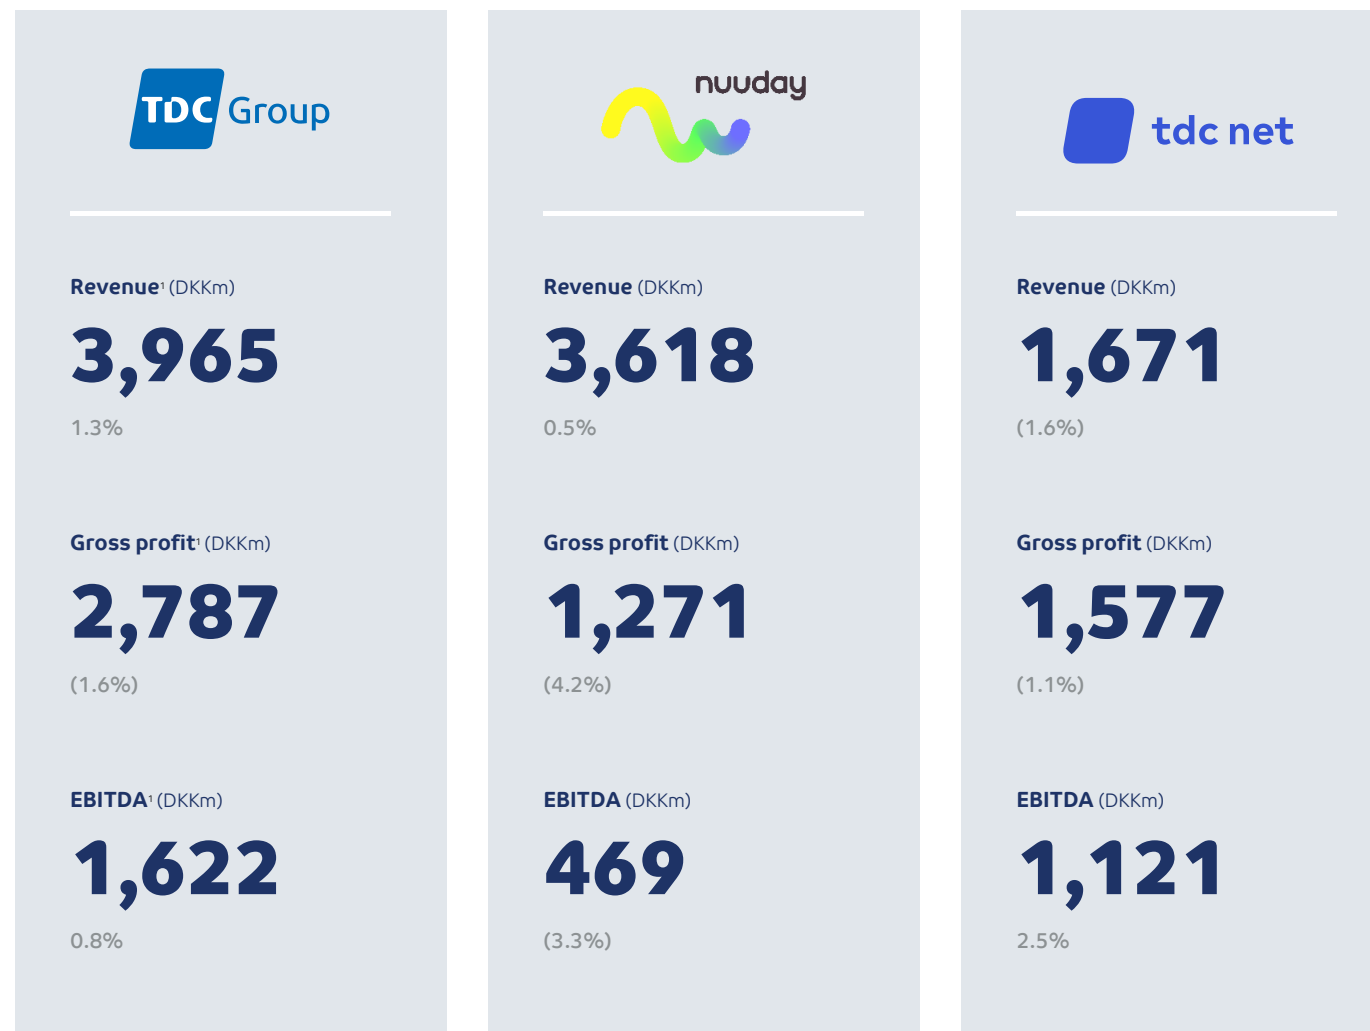 TDC Group
Revenue¹ (DKKm)
3,965
1.3%
Gross profit¹ (DKKm)
2,787
(1.6%)
EBITDA¹ (DKKm)
1,622
0.8%
nuuday
Revenue (DKKm)
3,618
0.5%
Gross profit (DKKm)
1,271
(4.2%)
EBITDA (DKKm)
469
(3.3%)
tdc net
Revenue (DKKm)
1,671
(1.6%)
Gross profit (DKKm)
1,577
(1.1%)
EBITDA (DKKm)
1,121
2.5%